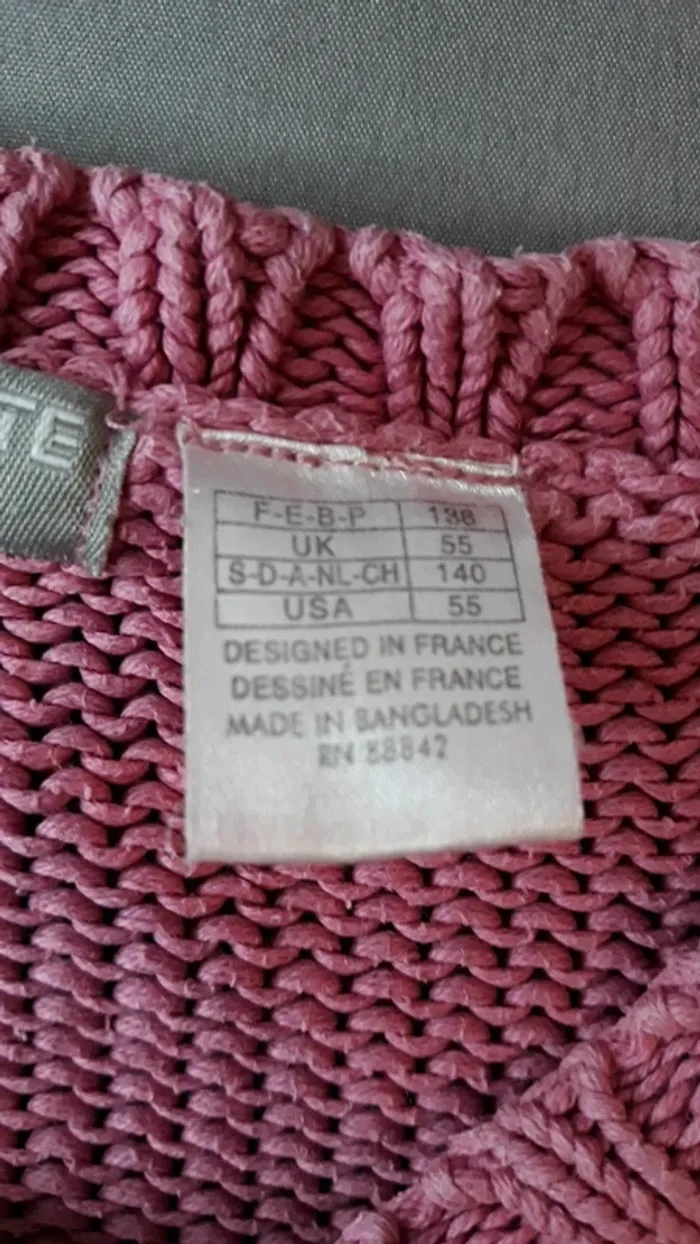 TE
F-E-B-P 138
UK 55
S-D-A-NL-CH 140
USA 55
DESIGNED IN FRANCE
DESSINÉ EN FRANCE
MADE IN BANGLADESH
RN 88842